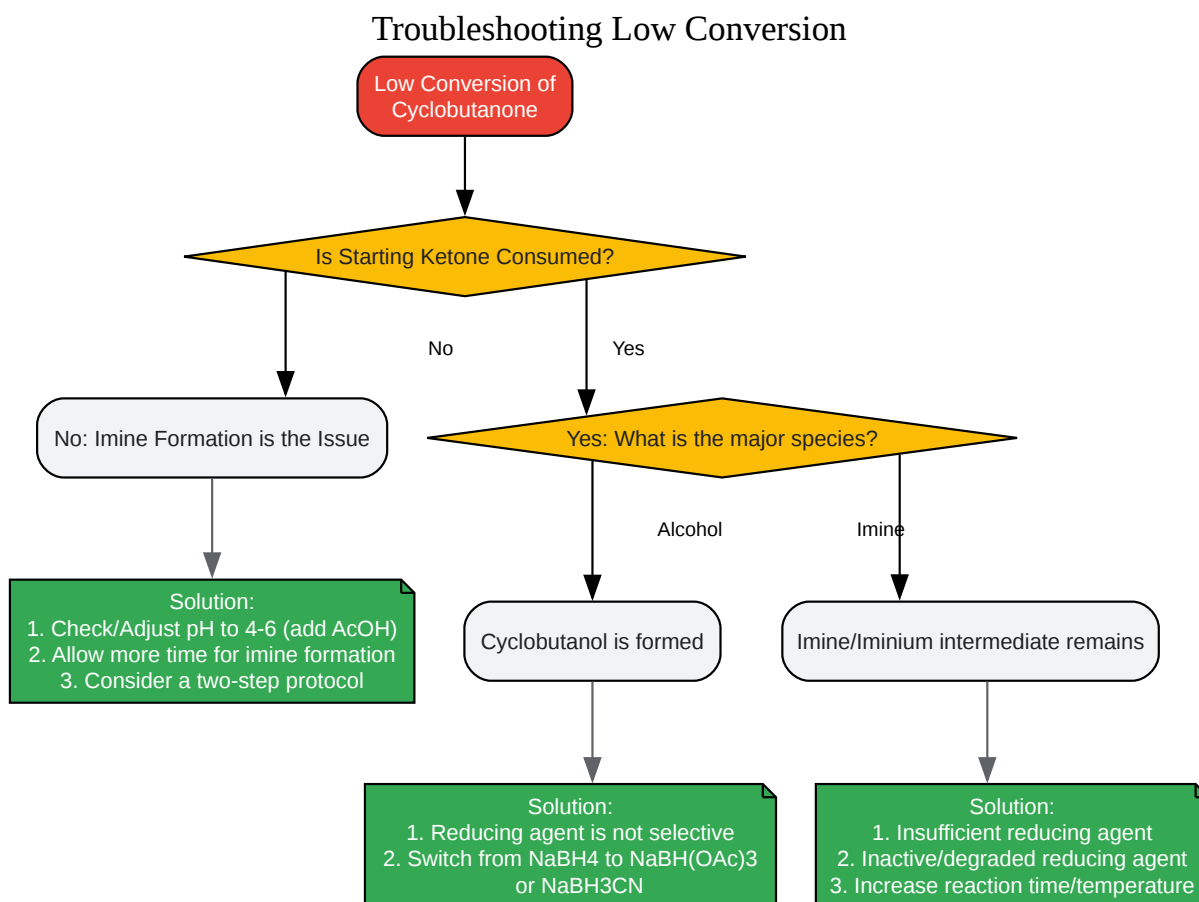 Troubleshooting Low Conversion
Low Conversion of
Cyclobutanone
Is Starting Ketone Consumed?
No
Yes
No: Imine Formation is the Issue
Yes: What is the major species?
Alcohol
Imine
Solution:
1. Check/Adjust pH to 4-6 (add AcOH)
2. Allow more time for imine formation
3. Consider a two-step protocol
Cyclobutanol is formed
Imine/Iminium intermediate remains
Solution:
1. Reducing agent is not selective
2. Switch from NaBH4 to NaBH(OAc)3
or NaBH3CN
Solution:
1. Insufficient reducing agent
2. Inactive/degraded reducing agent
3. Increase reaction time/temperature